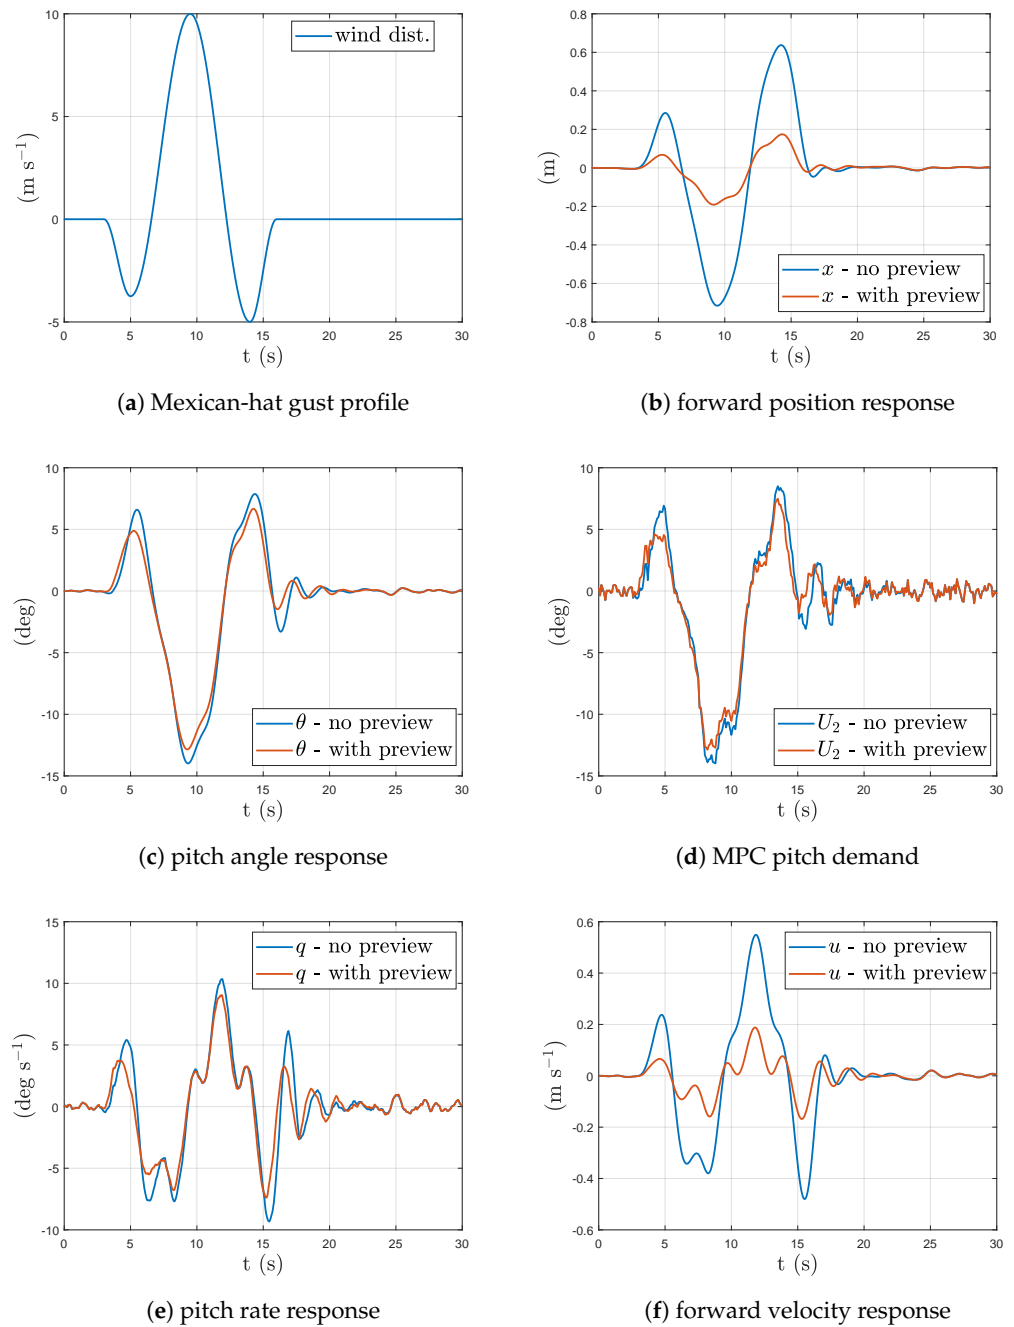 10
5
0
-5
0 5 10 15 20 25 30
(m s⁻¹)
t (s)
wind dist.
(a) Mexican-hat gust profile
0.8
0.6
0.4
0.2
0
-0.2
-0.4
-0.6
-0.8
0 5 10 15 20 25 30
(m)
t (s)
x - no preview
x - with preview
(b) forward position response
10
5
0
-5
-10
-15
0 5 10 15 20 25 30
(deg)
t (s)
θ - no preview
θ - with preview
(c) pitch angle response
10
5
0
-5
-10
-15
0 5 10 15 20 25 30
(deg)
t (s)
U₂ - no preview
U₂ - with preview
(d) MPC pitch demand
15
10
5
0
-5
-10
0 5 10 15 20 25 30
(deg s⁻¹)
t (s)
q - no preview
q - with preview
(e) pitch rate response
0.6
0.4
0.2
0
-0.2
-0.4
-0.6
0 5 10 15 20 25 30
(m s⁻¹)
t (s)
u - no preview
u - with preview
(f) forward velocity response